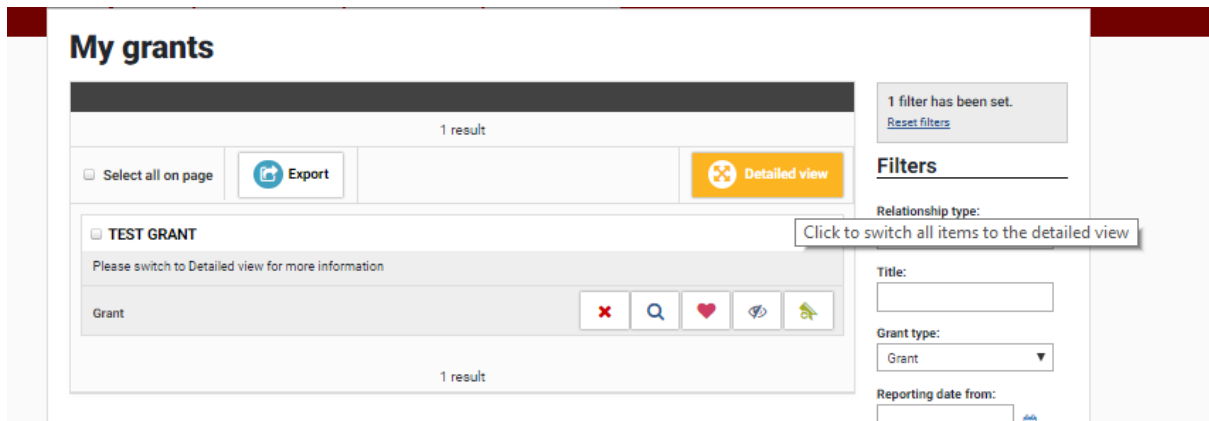 My grants
1 result
Select all on page
Export
Detailed view
TEST GRANT
Please switch to Detailed view for more information
Grant
1 result
1 filter has been set.
Reset filters
Filters
Relationship type:
Click to switch all items to the detailed view
Title:
Grant type:
Grant
Reporting date from: